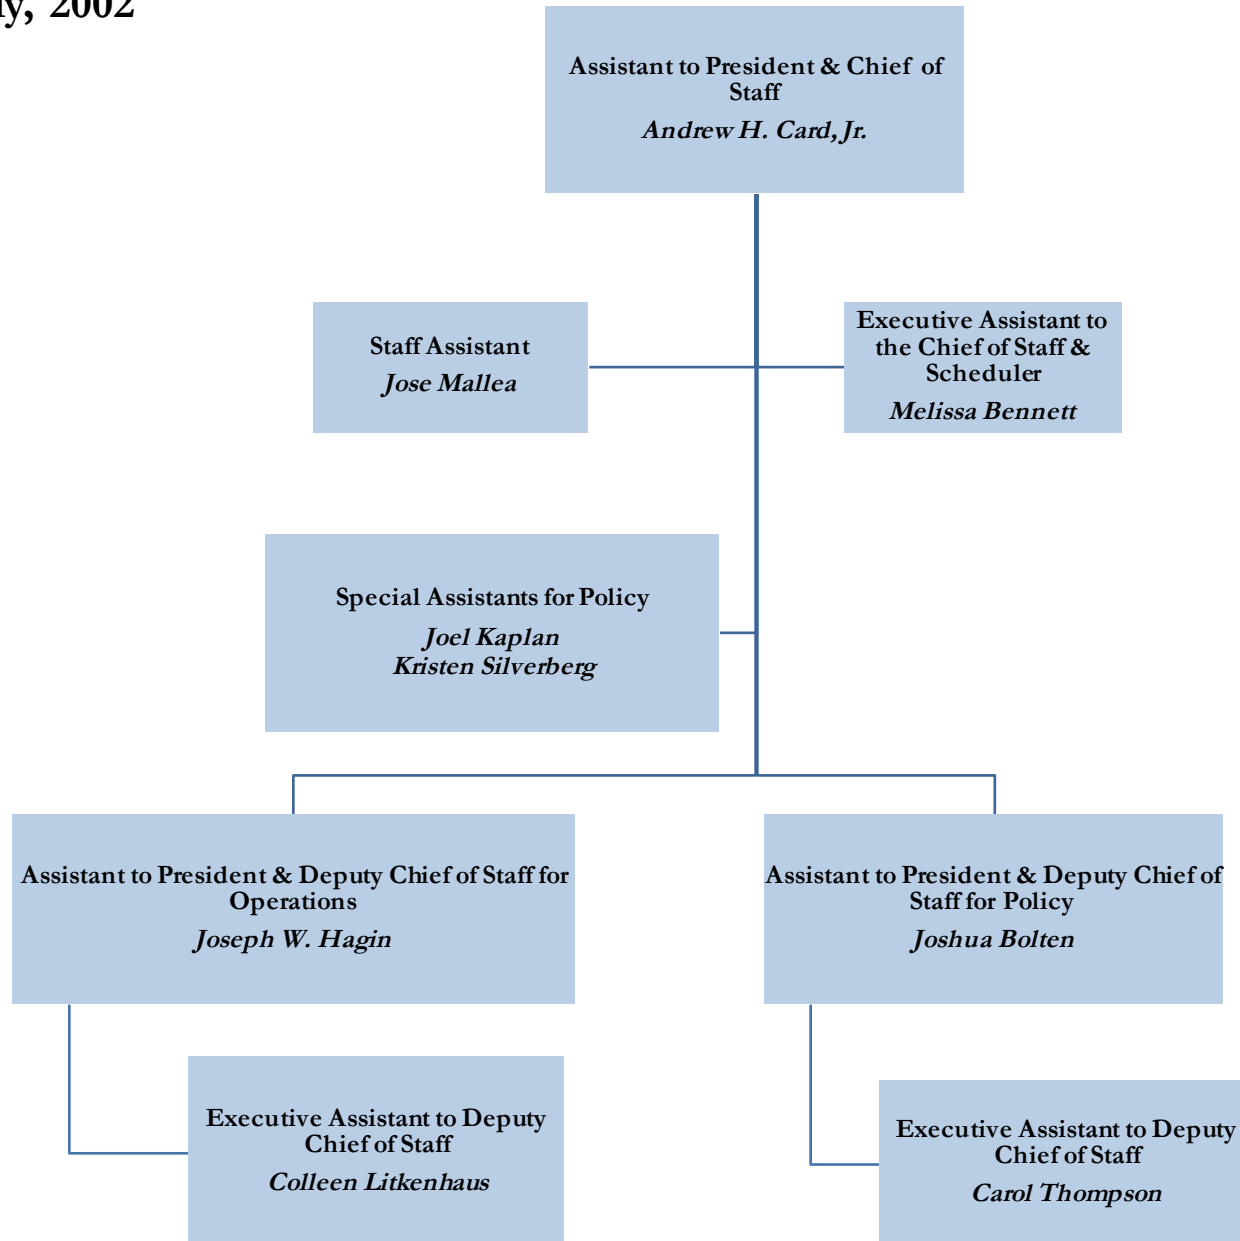 2002
Assistant to President & Chief of
Staff
Andrew H. Card, Jr.
Staff Assistant
Jose Mallea
Executive Assistant to
the Chief of Staff &
Scheduler
Melissa Bennett
Special Assistants for Policy
Joel Kaplan
Kristen Silverberg
Assistant to President & Deputy Chief of Staff for
Operations
Joseph W. Hagin
Assistant to President & Deputy Chief of
Staff for Policy
Joshua Bolten
Executive Assistant to Deputy
Chief of Staff
Colleen Litkenhaus
Executive Assistant to Deputy
Chief of Staff
Carol Thompson